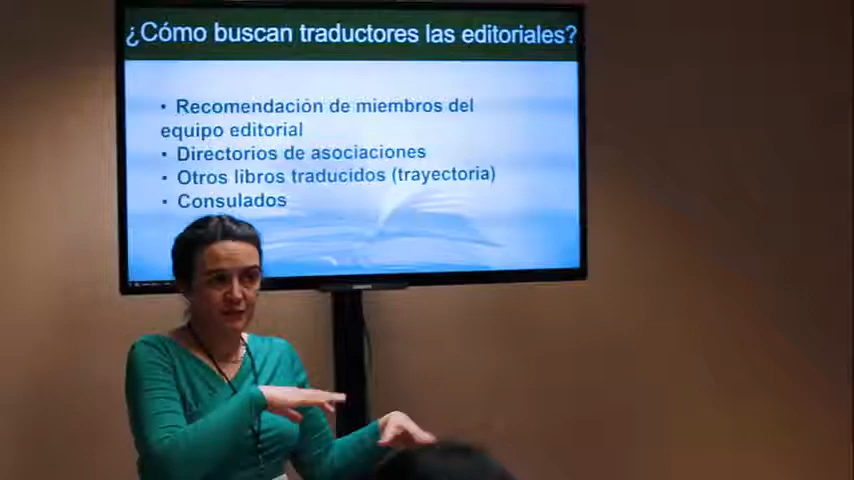 ¿Cómo buscan traductores las editoriales?
• Recomendación de miembros del
equipo editorial
• Directorios de asociaciones
• Otros libros traducidos (trayectoria)
• Consulados